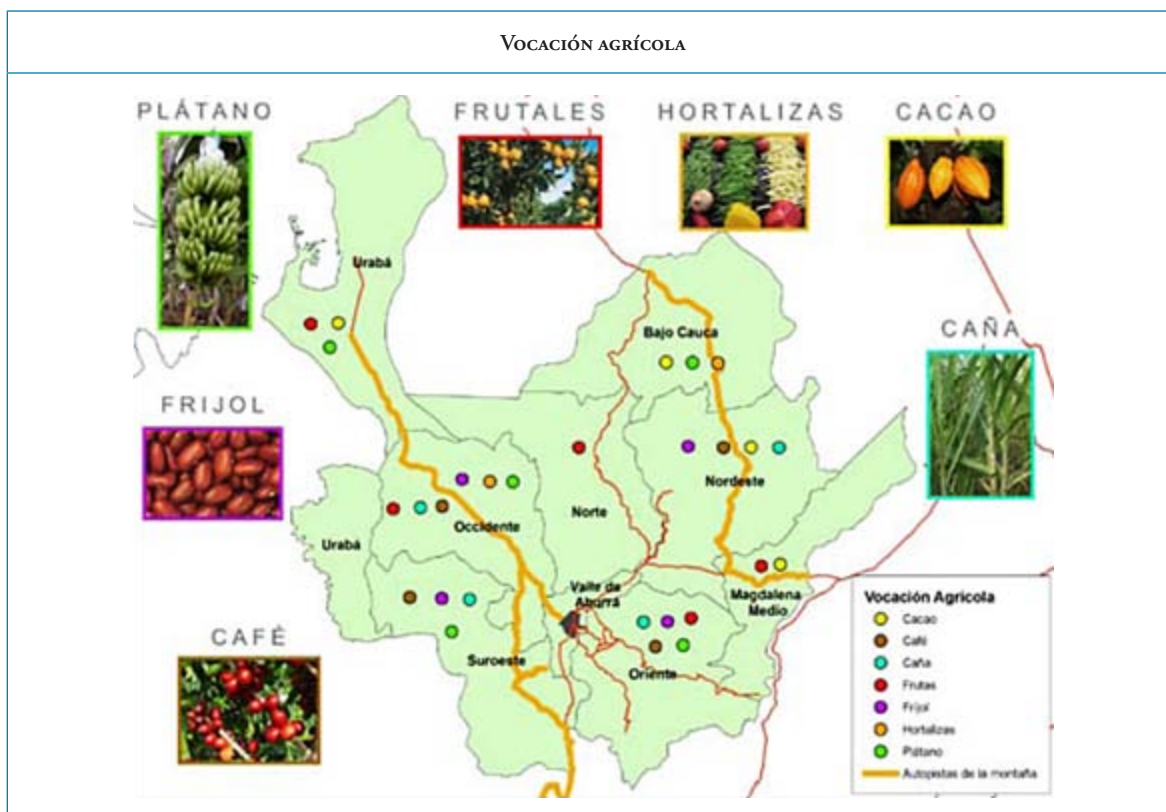 Vocación agrícola
PLÁTANO
FRUTALES
HORTALIZAS
CACAO
Urabá
Bajo Cauca
CAÑA
FRIJOL
Nordeste
Norte
Occidente
Urabá
Valle de
Aburrá
Magdalena
Medio
CAFÉ
Suroeste
Oriente
Vocación Agrícola
Cacao
Café
Caña
Frutas
Frijol
Hortalizas
Plátano
Autopistas de la montaña